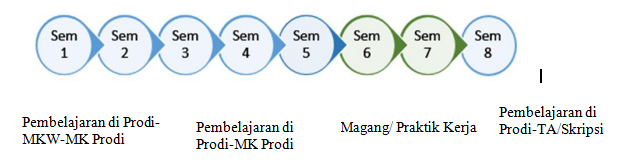 Sem
1
Sem
2
Sem
3
Sem
4
Sem
5
Sem
6
Sem
7
Sem
8
Pembelajaran di Prodi-
MKW-MK Prodi
Pembelajaran di
Prodi-MK Prodi
Magang/ Praktik Kerja
Pembelajaran di
Prodi-TA/Skripsi